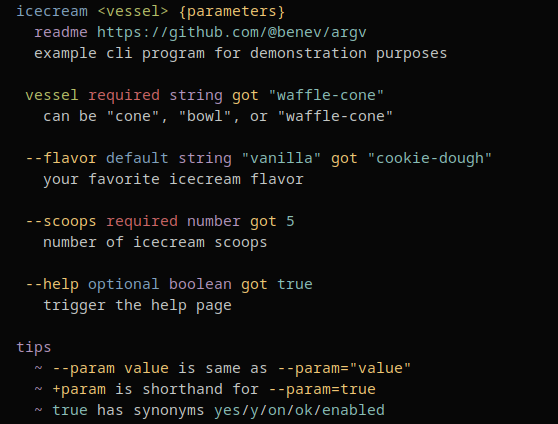 icecream <vessel> {parameters}
readme https://github.com/@benev/argv
example cli program for demonstration purposes
vessel required string got "waffle-cone"
can be "cone", "bowl", or "waffle-cone"
--flavor default string "vanilla" got "cookie-dough"
your favorite icecream flavor
--scoops required number got 5
number of icecream scoops
--help optional boolean got true
trigger the help page
tips
~ --param value is same as --param="value"
~ +param is shorthand for --param=true
~ true has synonyms yes/y/on/ok/enabled